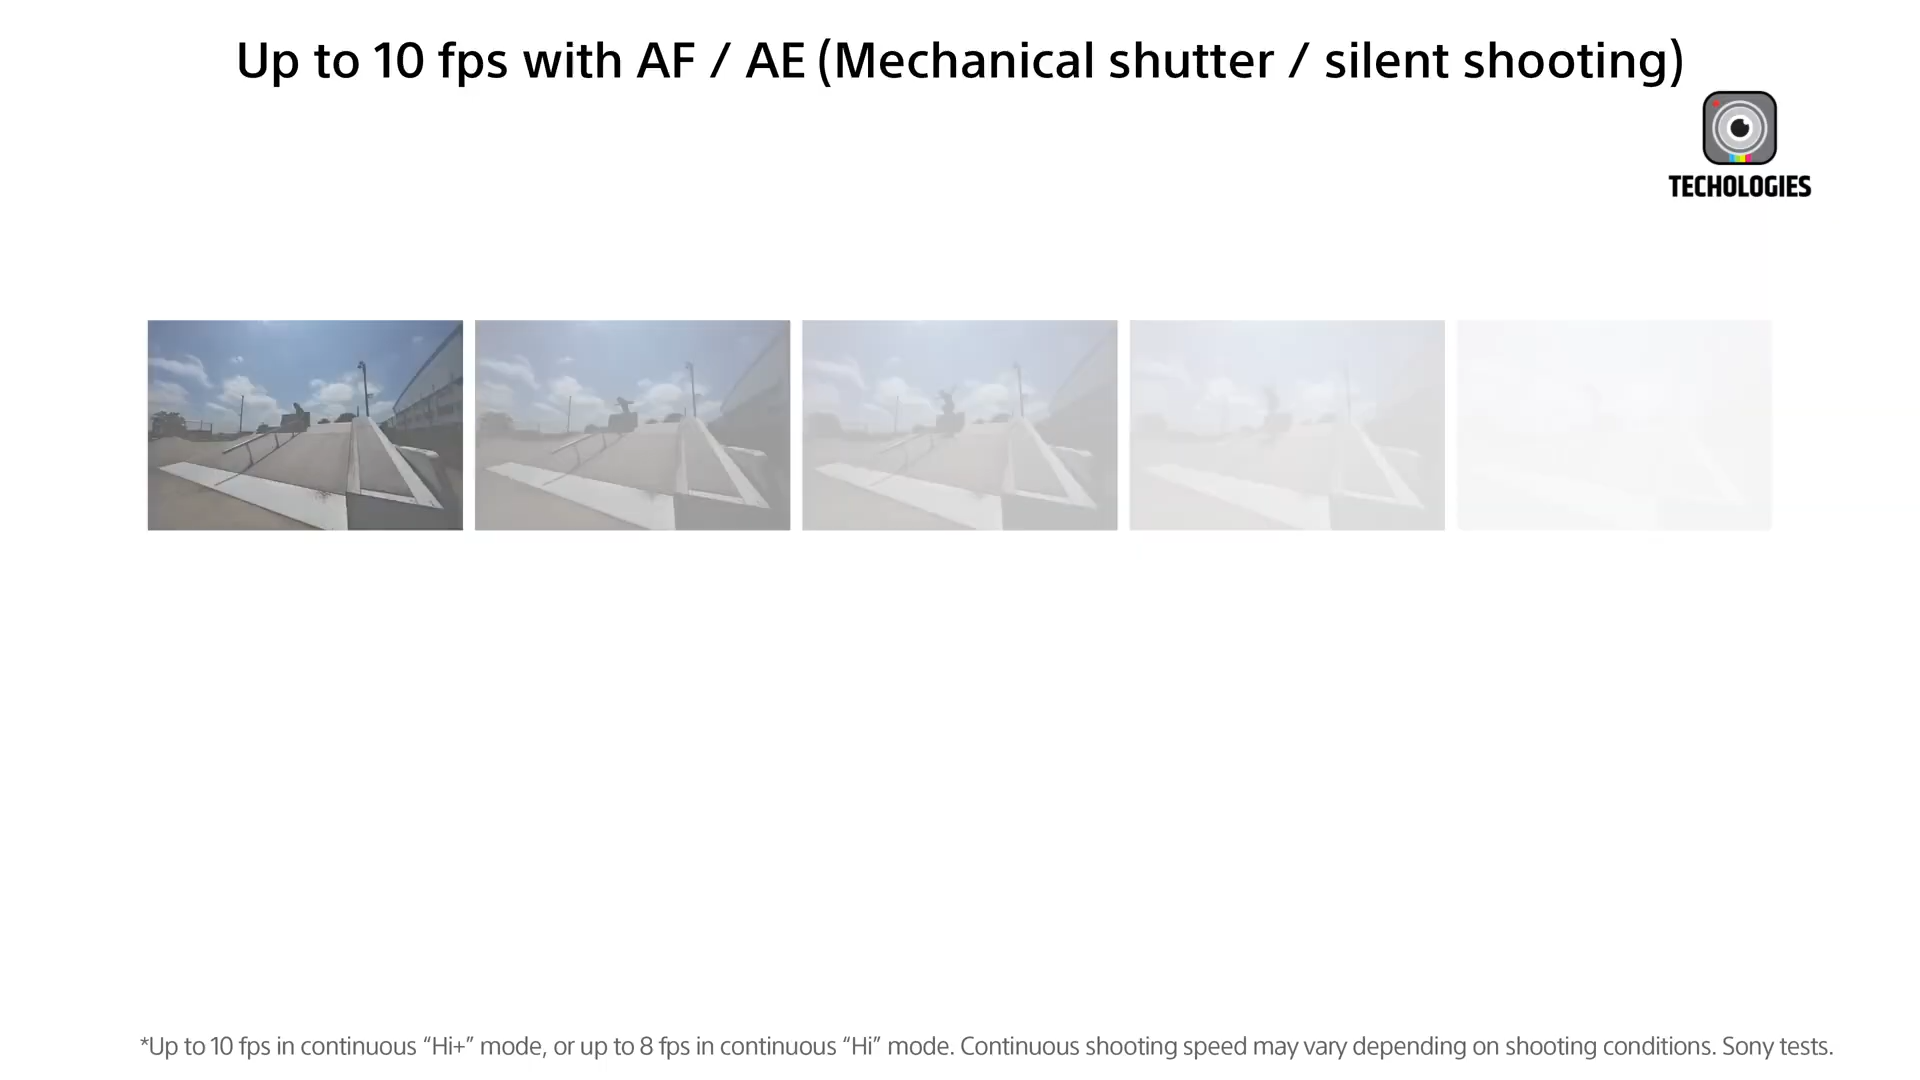 Up to 10 fps with AF / AE (Mechanical shutter / silent shooting)
TECHOLOGIES
*Up to 10 fps in continuous “Hi+” mode, or up to 8 fps in continuous “Hi” mode. Continuous shooting speed may vary depending on shooting conditions. Sony tests.